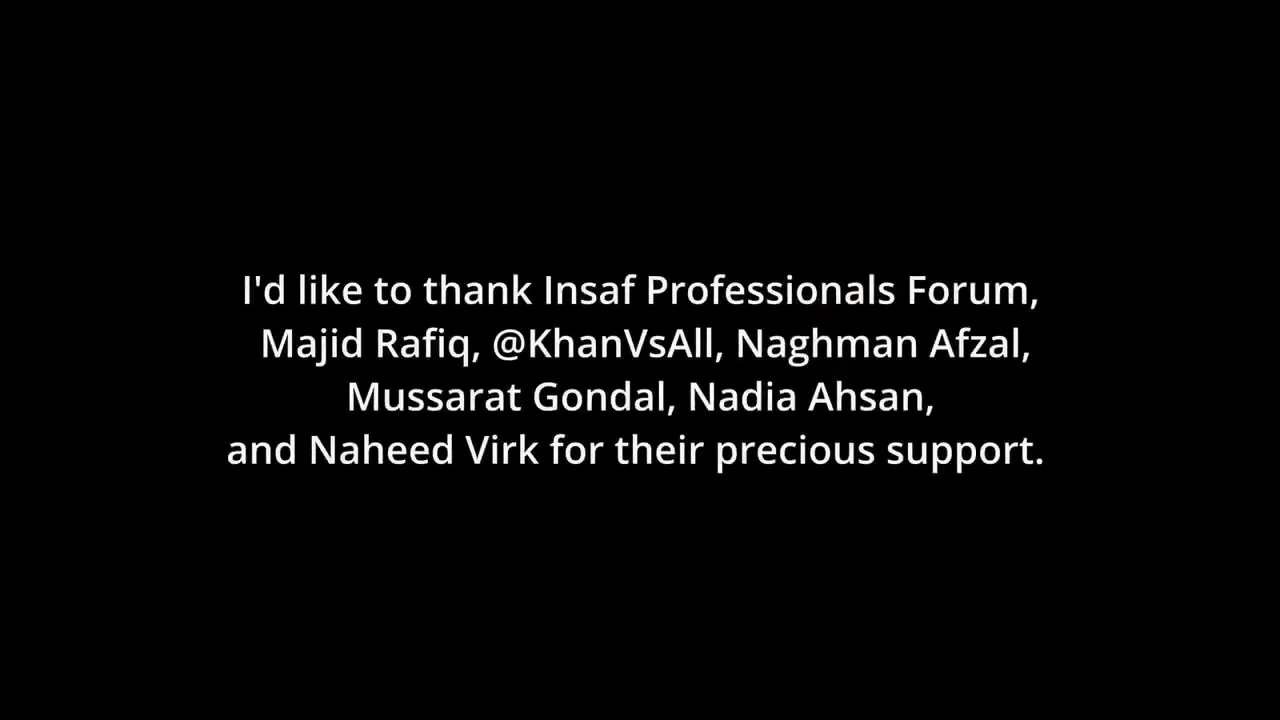 I'd like to thank Insaf Professionals Forum,
Majid Rafiq, @KhanVsAll, Naghman Afzal,
Mussarat Gondal, Nadia Ahsan,
and Naheed Virk for their precious support.